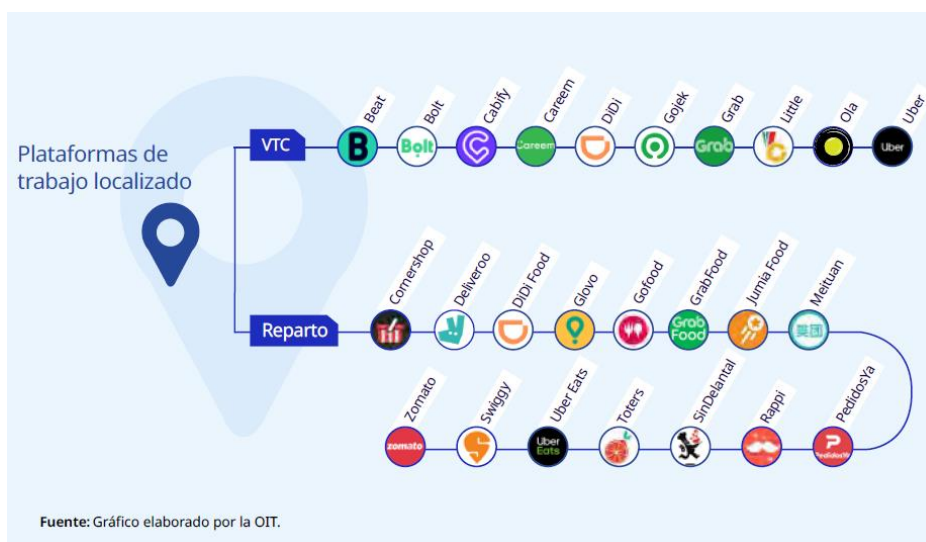 Plataformas de
trabajo localizado
VTC
Beat
Bolt
Cabify
Careem
DiDi
Gojek
Grab
Little
Ola
Uber
B
Bolt
Careem
Grab
Uber
Reparto
Cornershop
Deliveroo
DiDi Food
Glovo
Gofood
GrabFood
Jumia Food
Meituan
Grab
Food
美团
Zomato
Swiggy
Uber Eats
Toters
SinDelantal
Rappi
PedidosYa
zomato
Uber
Eats
PedidosYa
Fuente: Gráfico elaborado por la OIT.